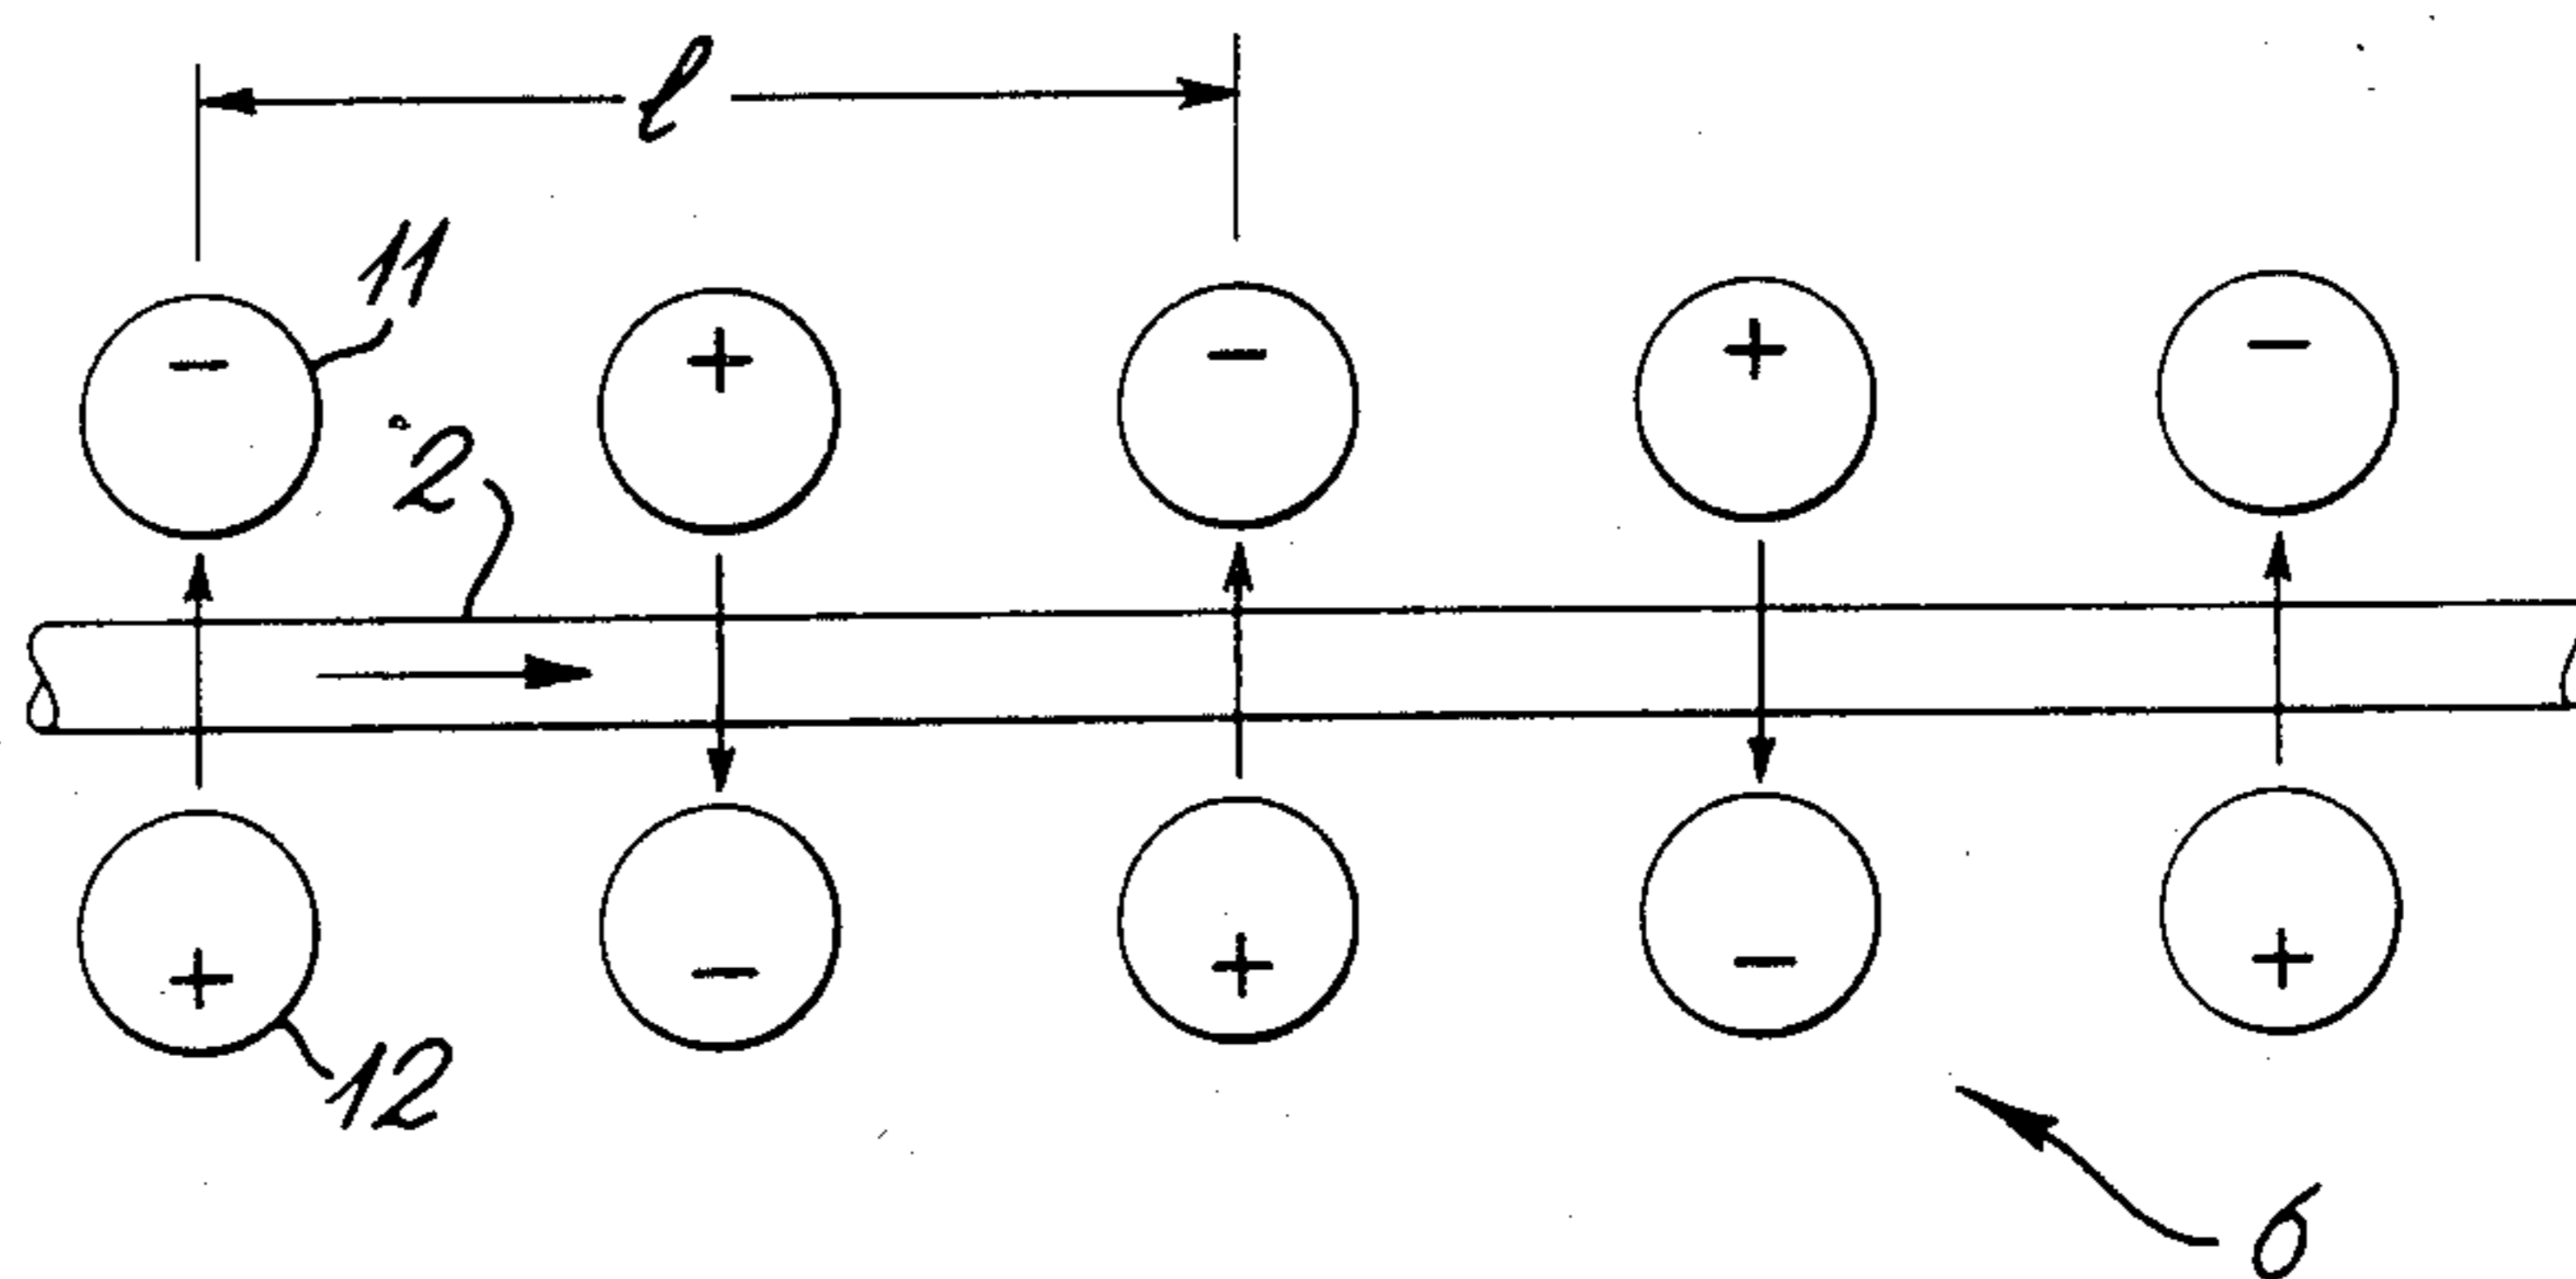 l
11
- + - + -
2
+ - + - +
12
6